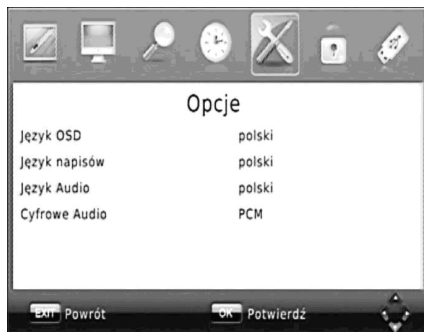 Opcje
Język OSD polski
Język napisów polski
Język Audio polski
Cyfrowe Audio PCM
EXIT Powrót OK Potwierdź